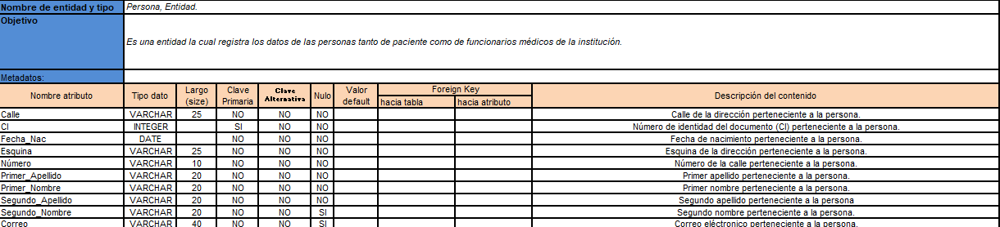 Nombre de entidad y tipo Persona, Entidad.
Objetivo
Es una entidad la cual registra los datos de las personas tanto de paciente como de funcionarios médicos de la institución.
Metadatos:
Nombre atributo Tipo dato Largo (size) Clave Primaria Clave Alternativa Nulo Valor default Foreign Key Descripción del contenido
hacia tabla hacia atributo
Calle VARCHAR 25 NO NO NO Calle de la dirección perteneciente a la persona.
CI INTEGER SI NO NO Número de identidad del documento (CI) perteneciente a la persona.
Fecha_Nac DATE NO NO NO Fecha de nacimiento perteneciente a la persona.
Esquina VARCHAR 25 NO NO NO Esquina de la dirección perteneciente a la persona.
Número VARCHAR 10 NO NO NO Número de la calle perteneciente a la persona.
Primer_Apellido VARCHAR 20 NO NO NO Primer apellido perteneciente a la persona.
Primer_Nombre VARCHAR 20 NO NO NO Primer nombre perteneciente a la persona.
Segundo_Apellido VARCHAR 20 NO NO NO Segundo apellido perteneciente a la persona
Segundo_Nombre VARCHAR 20 NO NO SI Segundo nombre perteneciente a la persona.
Correo VARCHAR 40 NO NO SI Correo eléctronico perteneciente a la persona.